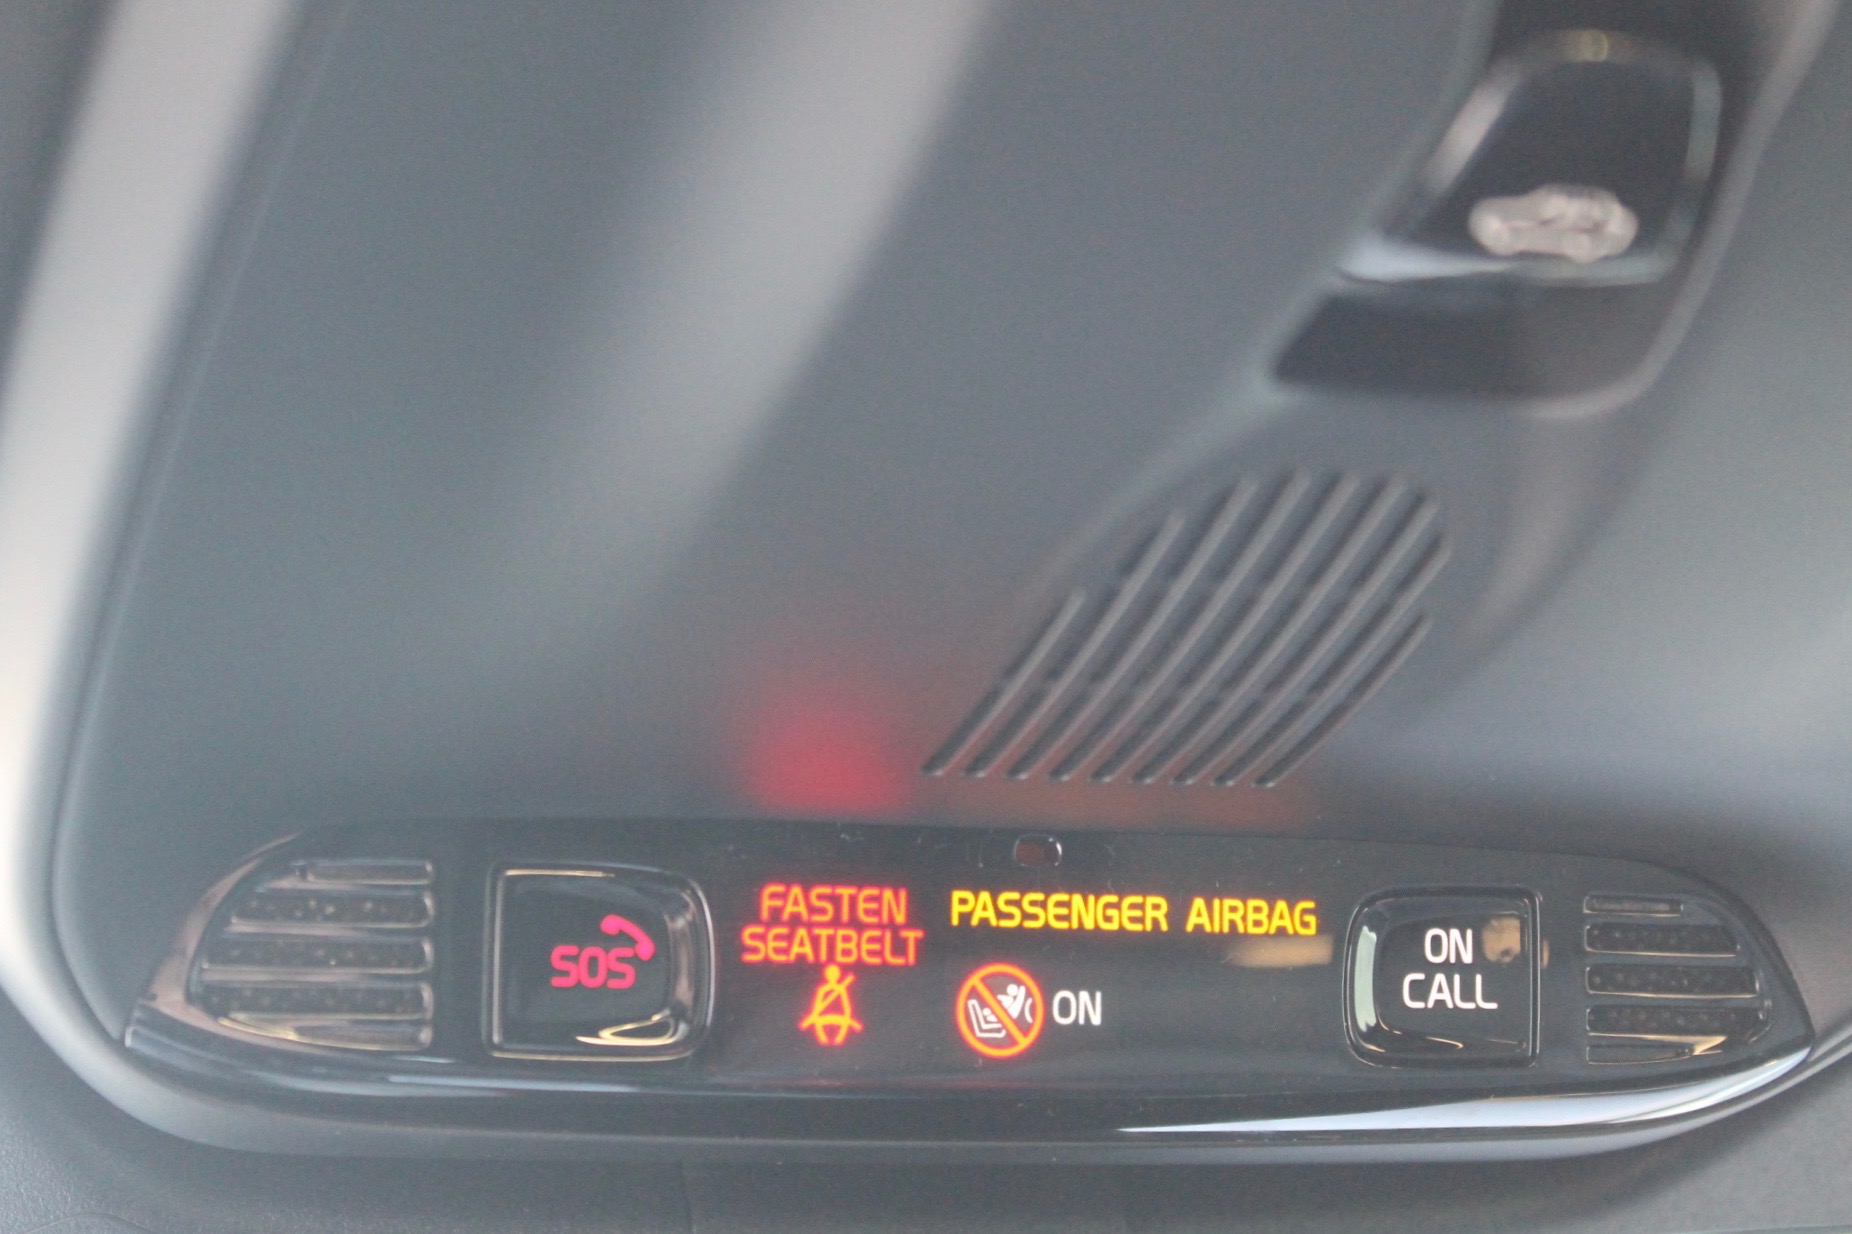 SOS
FASTEN
SEATBELT
PASSENGER AIRBAG
ON
ON
CALL